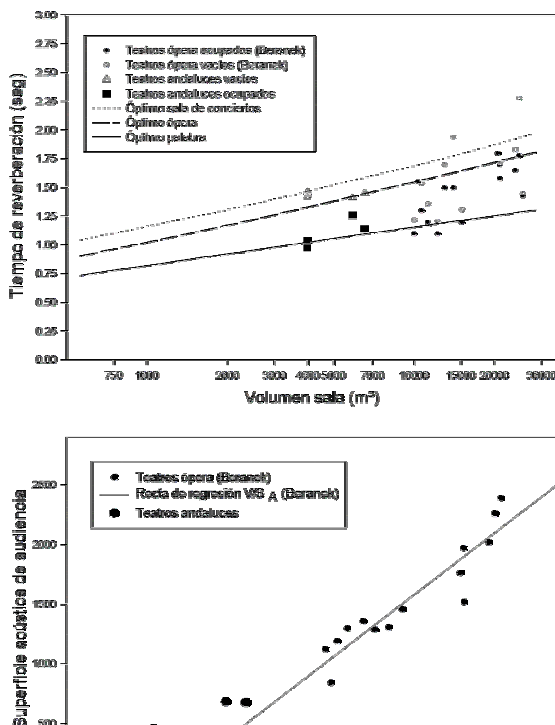 3.00
2.75
2.50
2.25
2.00
1.75
1.50
1.25
1.00
0.75
0.50
0.25
0.00
Tiempo de reverberación (seg)
Teatros ópera ocupados (Beranek)
Teatros ópera vacíos (Beranek)
Teatros andaluces vacíos
Teatros andaluces ocupados
Óptimo sala de conciertos
Óptimo ópera
Óptimo palabra
750 1000 2000 3000 4000 5000 7000 10000 15000 20000 30000
Volumen sala (m³)
Superficie acústica de audiencia
2500
2000
1500
1000
500
Teatros ópera (Beranek)
Recta de regresión V/S A (Beranek)
Teatros andaluces